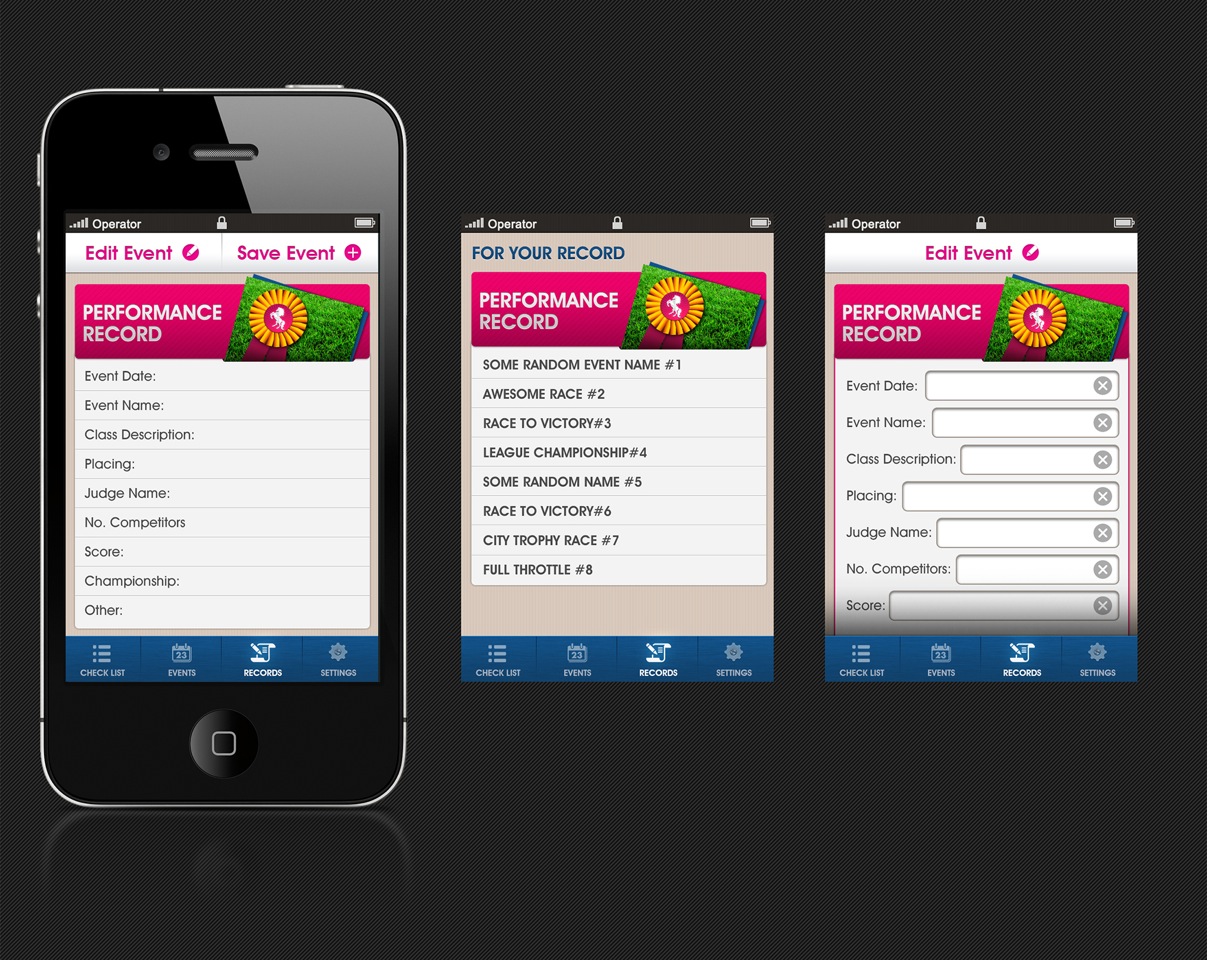 Operator
Edit Event
Save Event
PERFORMANCE
RECORD
Event Date:
Event Name:
Class Description:
Placing:
Judge Name:
No. Competitors
Score:
Championship:
Other:
CHECK LIST
23
EVENTS
RECORDS
SETTINGS
Operator
FOR YOUR RECORD
PERFORMANCE
RECORD
SOME RANDOM EVENT NAME #1
AWESOME RACE #2
RACE TO VICTORY#3
LEAGUE CHAMPIONSHIP#4
SOME RANDOM NAME #5
RACE TO VICTORY#6
CITY TROPHY RACE #7
FULL THROTTLE #8
CHECK LIST
23
EVENTS
RECORDS
SETTINGS
Operator
Edit Event
PERFORMANCE
RECORD
Event Date:
Event Name:
Class Description:
Placing:
Judge Name:
No. Competitors:
Score:
CHECK LIST
23
EVENTS
RECORDS
SETTINGS